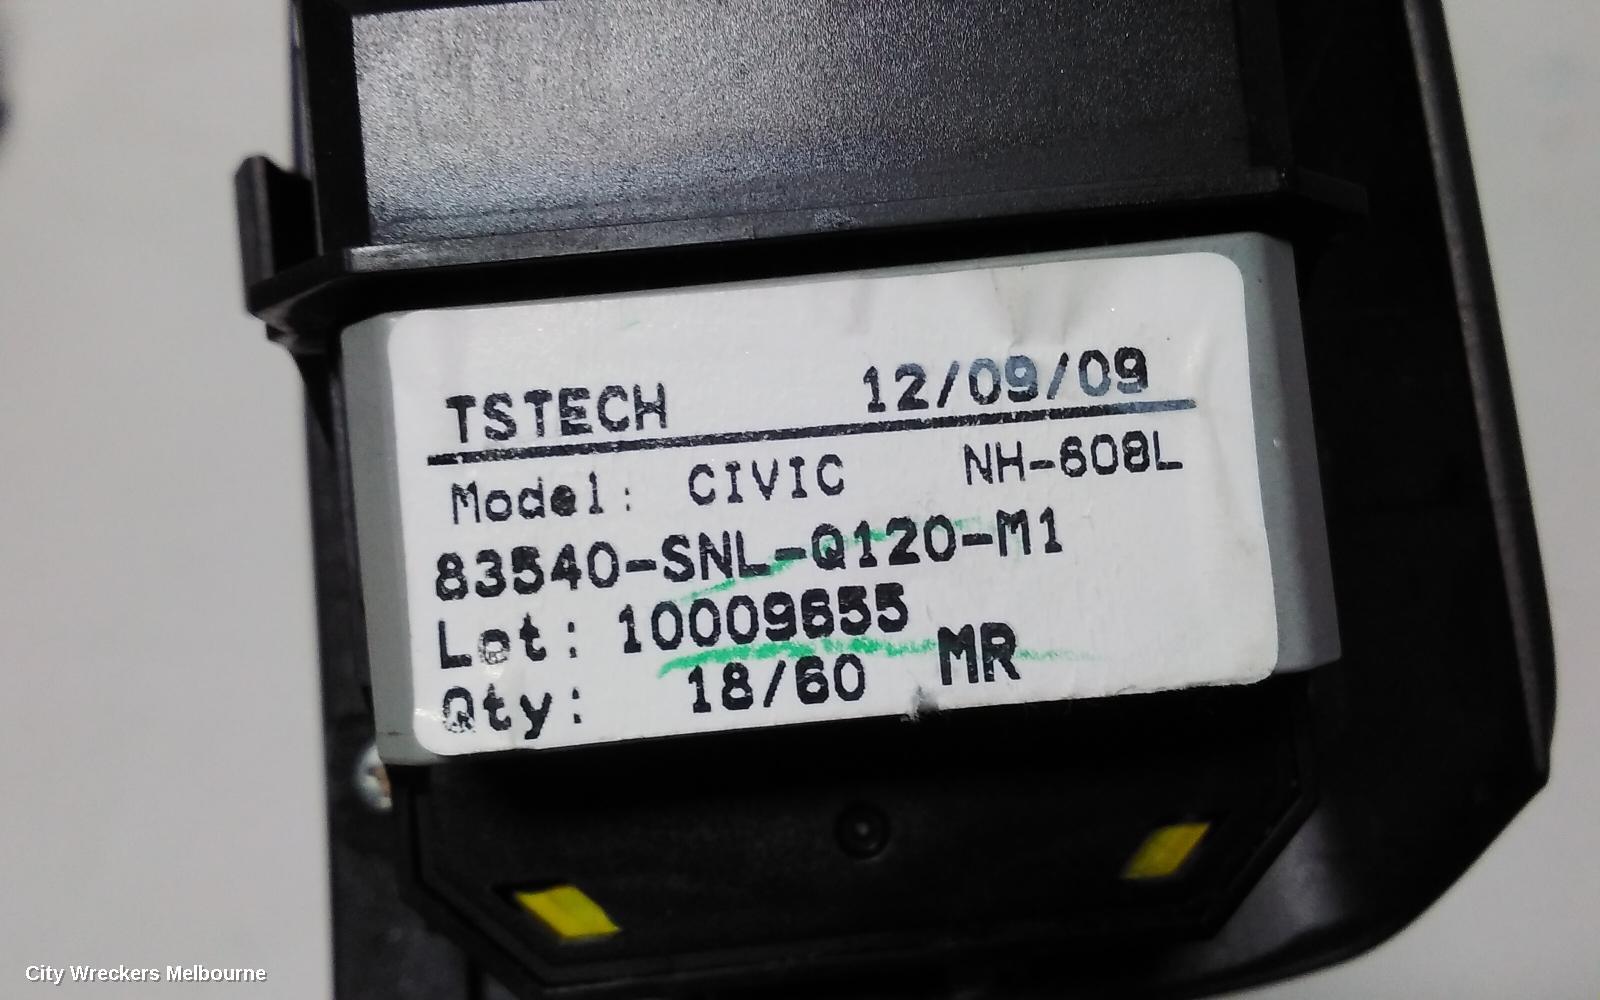 TSTECH 12/09/09
Model: CIVIC NH-608L
83540-SNL-Q120-M1
Lot: 10009655
Qty: 18/60 MR
City Wreckers Melbourne